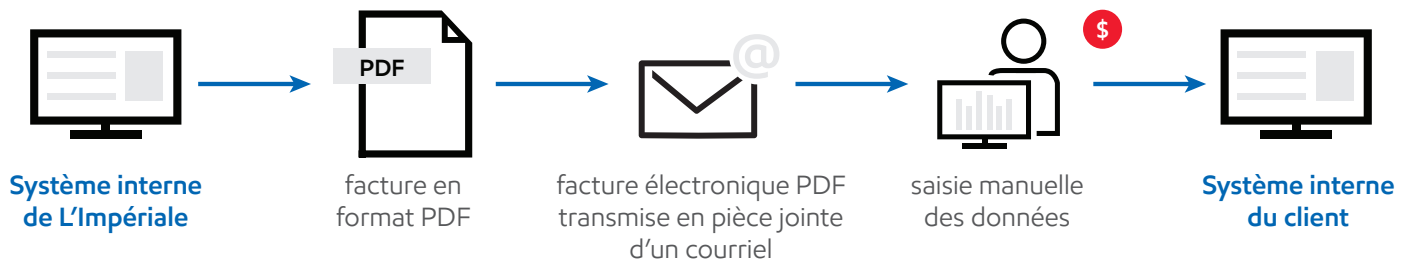 PDF
@
$
Système interne
de L'Impériale
facture en
format PDF
facture électronique PDF
transmise en pièce jointe
d'un courriel
saisie manuelle
des données
Système interne
du client